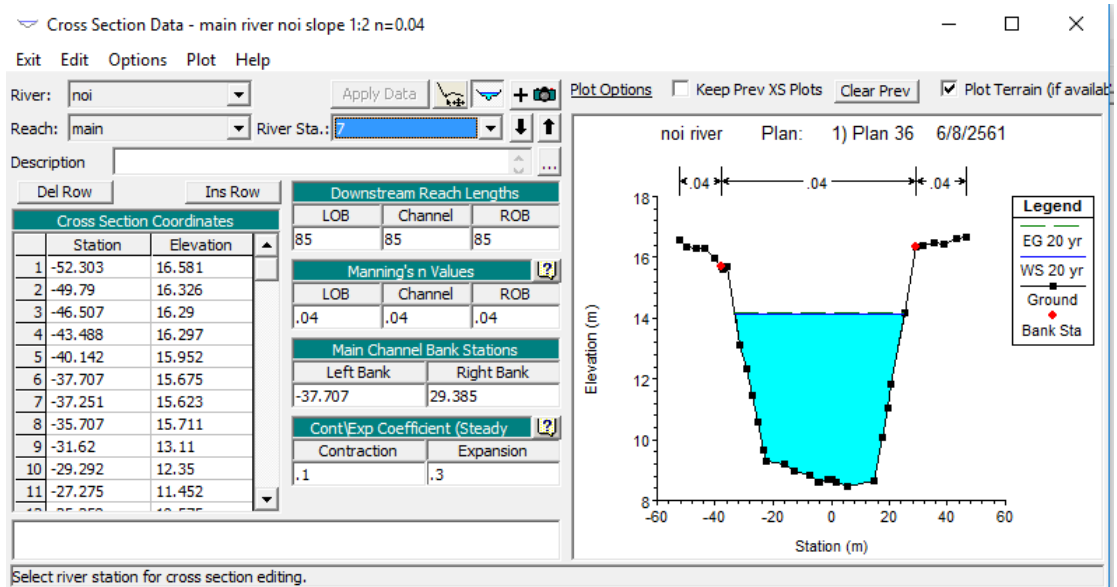 Cross Section Data - main river noi slope 1:2 n=0.04
Exit Edit Options Plot Help
River: noi
Apply Data
Reach: main
River Sta.: 7
Description
...
Del Row Ins Row
Cross Section Coordinates
Station Elevation
1 -52.303 16.581
2 -49.79 16.326
3 -46.507 16.29
4 -43.488 16.297
5 -40.142 15.952
6 -37.707 15.675
7 -37.251 15.623
8 -35.707 15.711
9 -31.62 13.11
10 -29.292 12.35
11 -27.275 11.452
Downstream Reach Lengths
LOB Channel ROB
85 85 85
Manning's n Values
LOB Channel ROB
.04 .04 .04
Main Channel Bank Stations
Left Bank Right Bank
-37.707 29.385
Cont\Exp Coefficient (Steady
Contraction Expansion
.1 .3
Select river station for cross section editing.
Plot Options Keep Prev XS Plots Clear Prev Plot Terrain (if availab
noi river Plan: 1) Plan 36 6/8/2561
.04 .04 .04
18
16
14
12
10
8
Elevation (m)
-60 -40 -20 0 20 40 60
Station (m)
Legend
EG 20 yr
WS 20 yr
Ground
Bank Sta